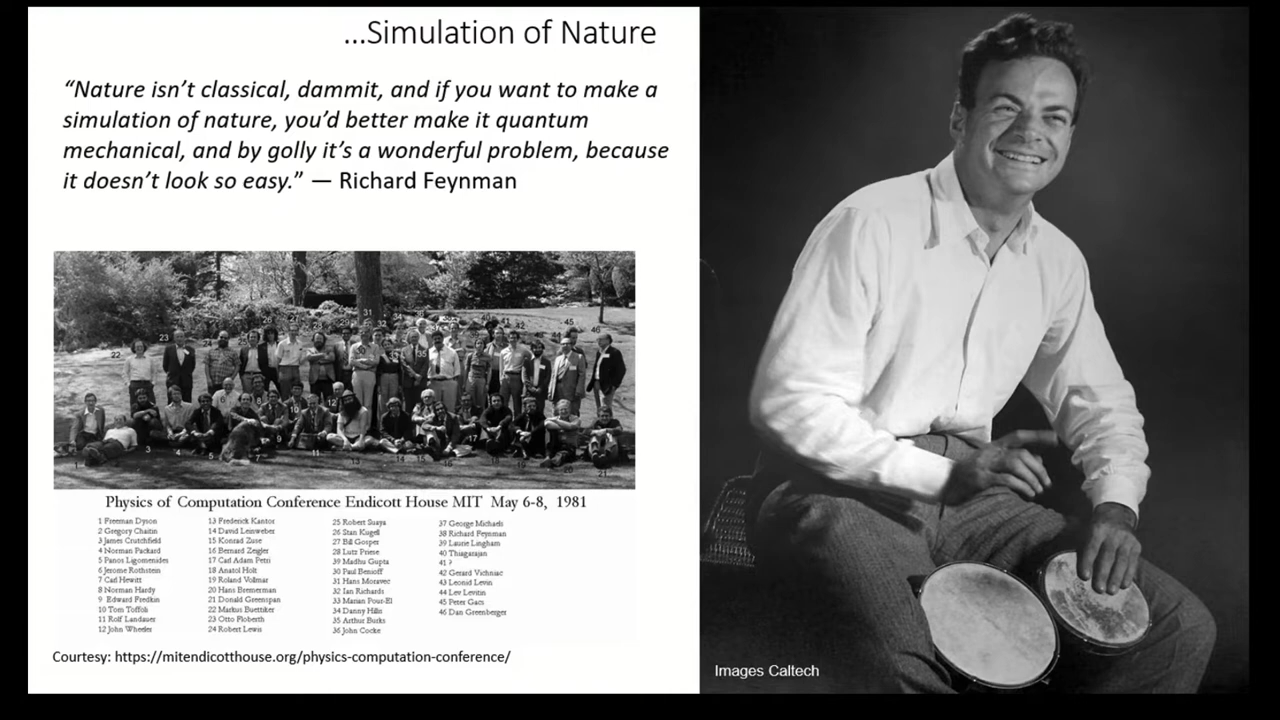 ...Simulation of Nature
“Nature isn’t classical, dammit, and if you want to make a
simulation of nature, you’d better make it quantum
mechanical, and by golly it’s a wonderful problem, because
it doesn’t look so easy.” — Richard Feynman
Physics of Computation Conference Endicott House MIT May 6-8, 1981
1 Freeman Dyson
2 Gregory Chaitin
3 James Crutchfield
4 Norman Packard
5 Panos Ligomenides
6 Jerome Rothstein
7 Carl Hewitt
8 Norman Hardy
9 Edward Fredkin
10 Tom Toffoli
11 Rolf Landauer
12 John Wheeler
13 Frederick Kantor
14 David Leinweber
15 Konrad Zuse
16 Bernard Zeigler
17 Carl Adam Petri
18 Anatol Holt
19 Roland Vollmar
20 Hans Bremerman
21 Donald Greenspan
22 Markus Buettiker
23 Otto Floberth
24 Robert Lewis
25 Robert Suaya
26 Stan Kugell
27 Bill Gosper
28 Lutz Priese
29 Madhu Gupta
30 Paul Benioff
31 Hans Moravec
32 Ian Richards
33 Marian Pour-El
34 Danny Hillis
35 Arthur Burks
36 John Cocke
37 George Michaels
38 Richard Feynman
39 Laurie Lingham
40 Thiagarajan
41 ?
42 Gerard Vichniac
43 Leonid Levin
44 Lev Levitin
45 Peter Gacs
46 Dan Greenberger
Courtesy: https://mitendicotthouse.org/physics-computation-conference/
Images Caltech